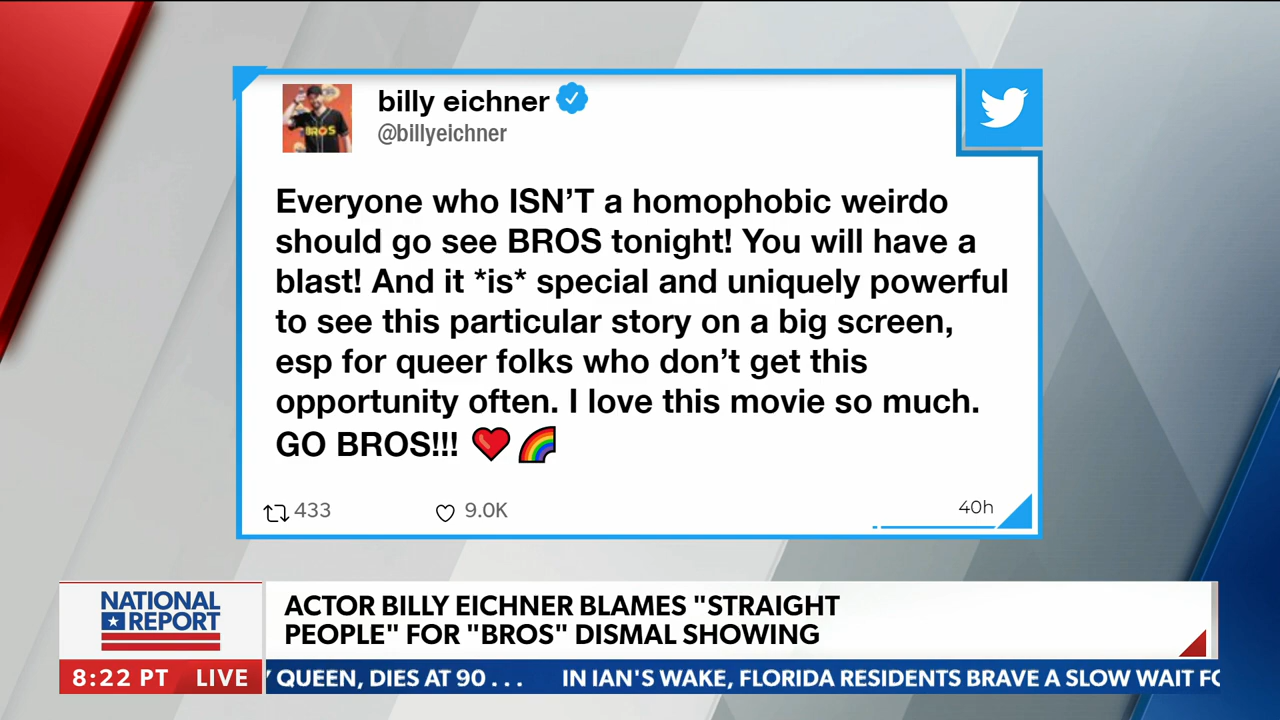 billy eichner
@billyeichner
BROS
Everyone who ISN’T a homophobic weirdo
should go see BROS tonight! You will have a
blast! And it *is* special and uniquely powerful
to see this particular story on a big screen,
esp for queer folks who don’t get this
opportunity often. I love this movie so much.
GO BROS!!! ❤️🌈
433
9.0K
40h
NATIONAL
REPORT
ACTOR BILLY EICHNER BLAMES "STRAIGHT
PEOPLE" FOR "BROS" DISMAL SHOWING
8:22 PT LIVE
QUEEN, DIES AT 90 . . . IN IAN'S WAKE, FLORIDA RESIDENTS BRAVE A SLOW WAIT